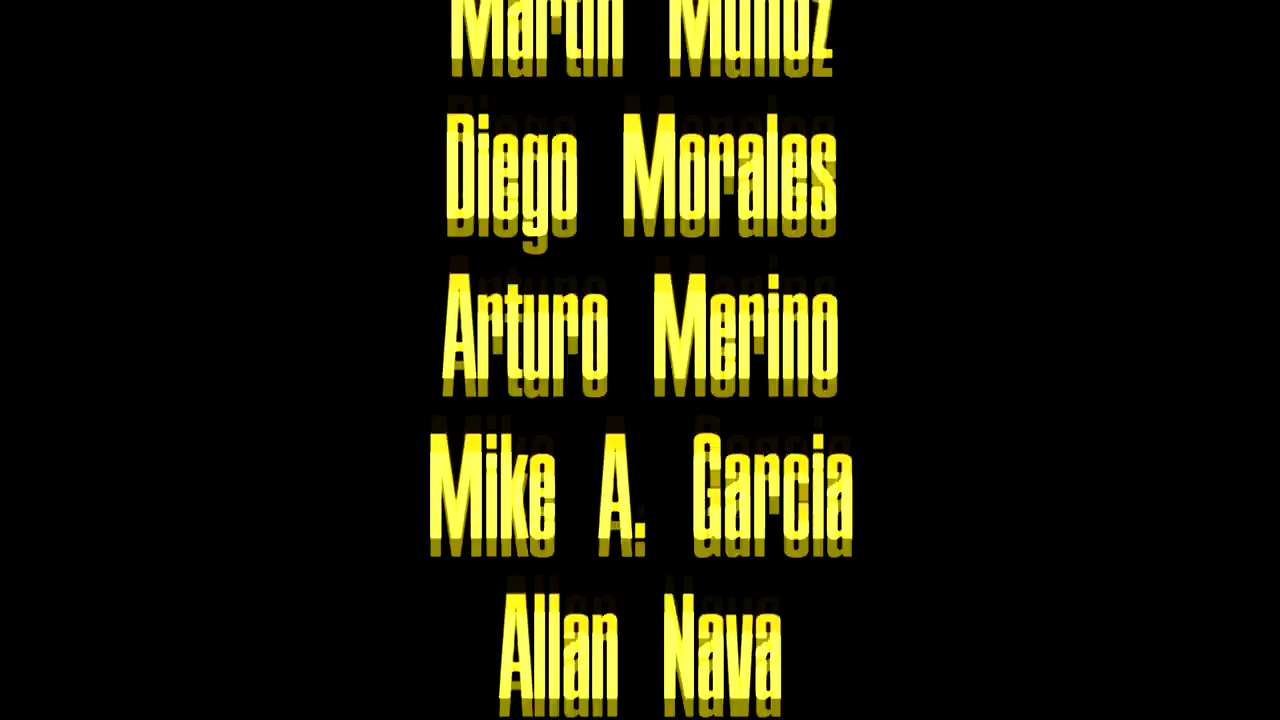 Martin Muñoz
Diego Morales
Arturo Merino
Mike A. Garcia
Allan Nava